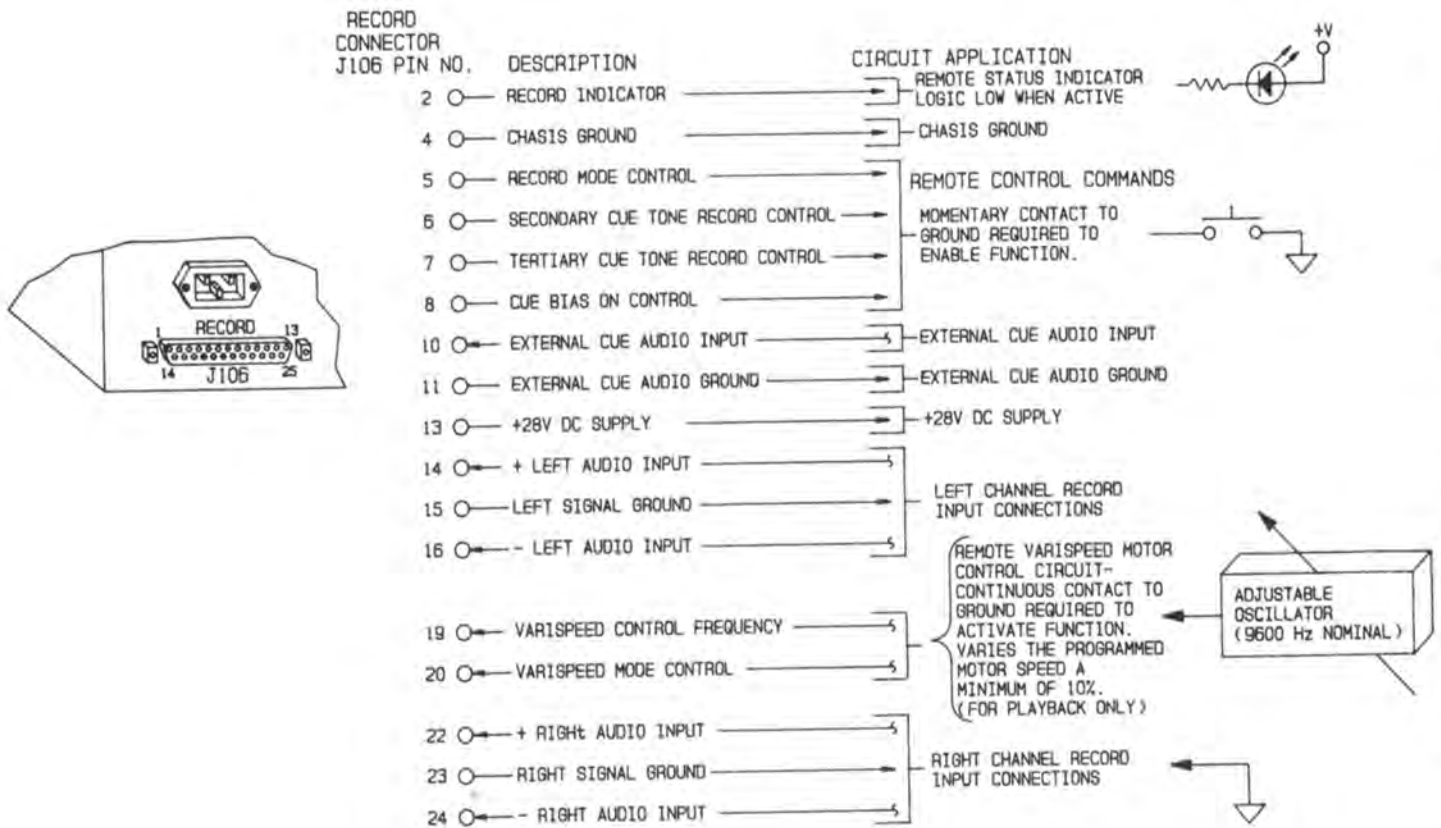 RECORD
CONNECTOR
J106 PIN NO. DESCRIPTION CIRCUIT APPLICATION
+V
2 RECORD INDICATOR
REMOTE STATUS INDICATOR
LOGIC LOW WHEN ACTIVE
4 CHASIS GROUND CHASIS GROUND
5 RECORD MODE CONTROL
6 SECONDARY CUE TONE RECORD CONTROL
7 TERTIARY CUE TONE RECORD CONTROL
8 CUE BIAS ON CONTROL
REMOTE CONTROL COMMANDS
MOMENTARY CONTACT TO
GROUND REQUIRED TO
ENABLE FUNCTION.
RECORD
1 13
14 J106 25
10 EXTERNAL CUE AUDIO INPUT EXTERNAL CUE AUDIO INPUT
11 EXTERNAL CUE AUDIO GROUND EXTERNAL CUE AUDIO GROUND
13 +28V DC SUPPLY +28V DC SUPPLY
14 + LEFT AUDIO INPUT
15 LEFT SIGNAL GROUND
16 - LEFT AUDIO INPUT
LEFT CHANNEL RECORD
INPUT CONNECTIONS
19 VARISPEED CONTROL FREQUENCY
20 VARISPEED MODE CONTROL
REMOTE VARISPEED MOTOR
CONTROL CIRCUIT-
CONTINUOUS CONTACT TO
GROUND REQUIRED TO
ACTIVATE FUNCTION.
VARIES THE PROGRAMMED
MOTOR SPEED A
MINIMUM OF 10%.
(FOR PLAYBACK ONLY)
ADJUSTABLE
OSCILLATOR
(9600 Hz NOMINAL)
22 + RIGHt AUDIO INPUT
23 RIGHT SIGNAL GROUND
24 - RIGHT AUDIO INPUT
RIGHT CHANNEL RECORD
INPUT CONNECTIONS